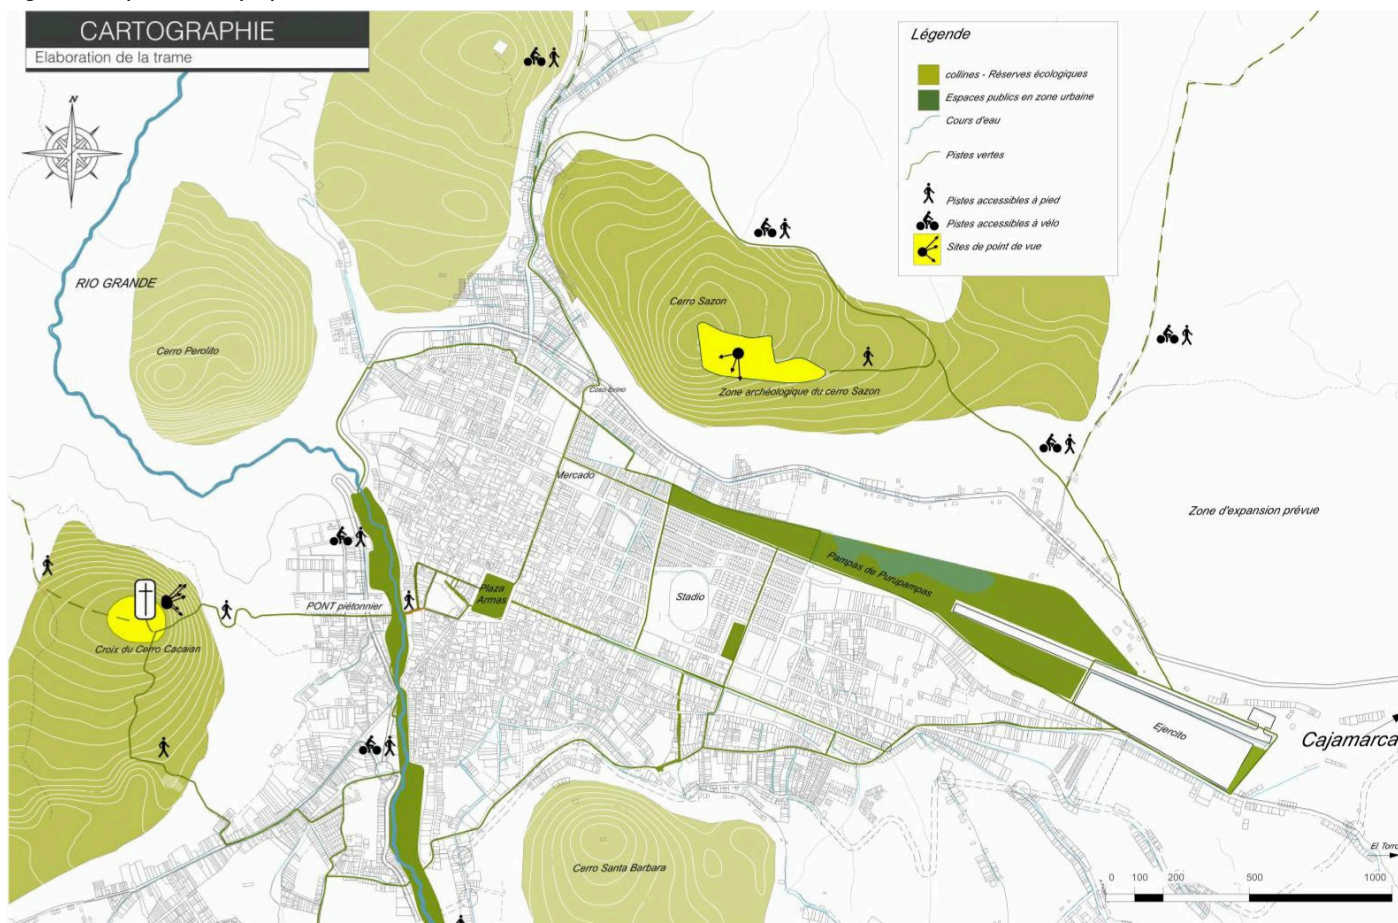 CARTOGRAPHIE
Elaboration de la trame
N
Légende
collines - Réserves écologiques
Espaces publics en zone urbaine
Cours d'eau
Pistes vertes
Pistes accessibles à pied
Pistes accessibles à vélo
Sites de point de vue
RIO GRANDE
Cerro Perolito
Cerro Sazon
Zone archéologique du cerro Sazon
Mercado
Zone d'expansion prévue
Pampas de Purupampas
Stadio
Plaza
Armas
PONT piétonnier
Croix du Cerro Cacaïan
Ejercito
Cajamarca
Cerro Santa Barbara
El Torro
0 100 200 500 1000